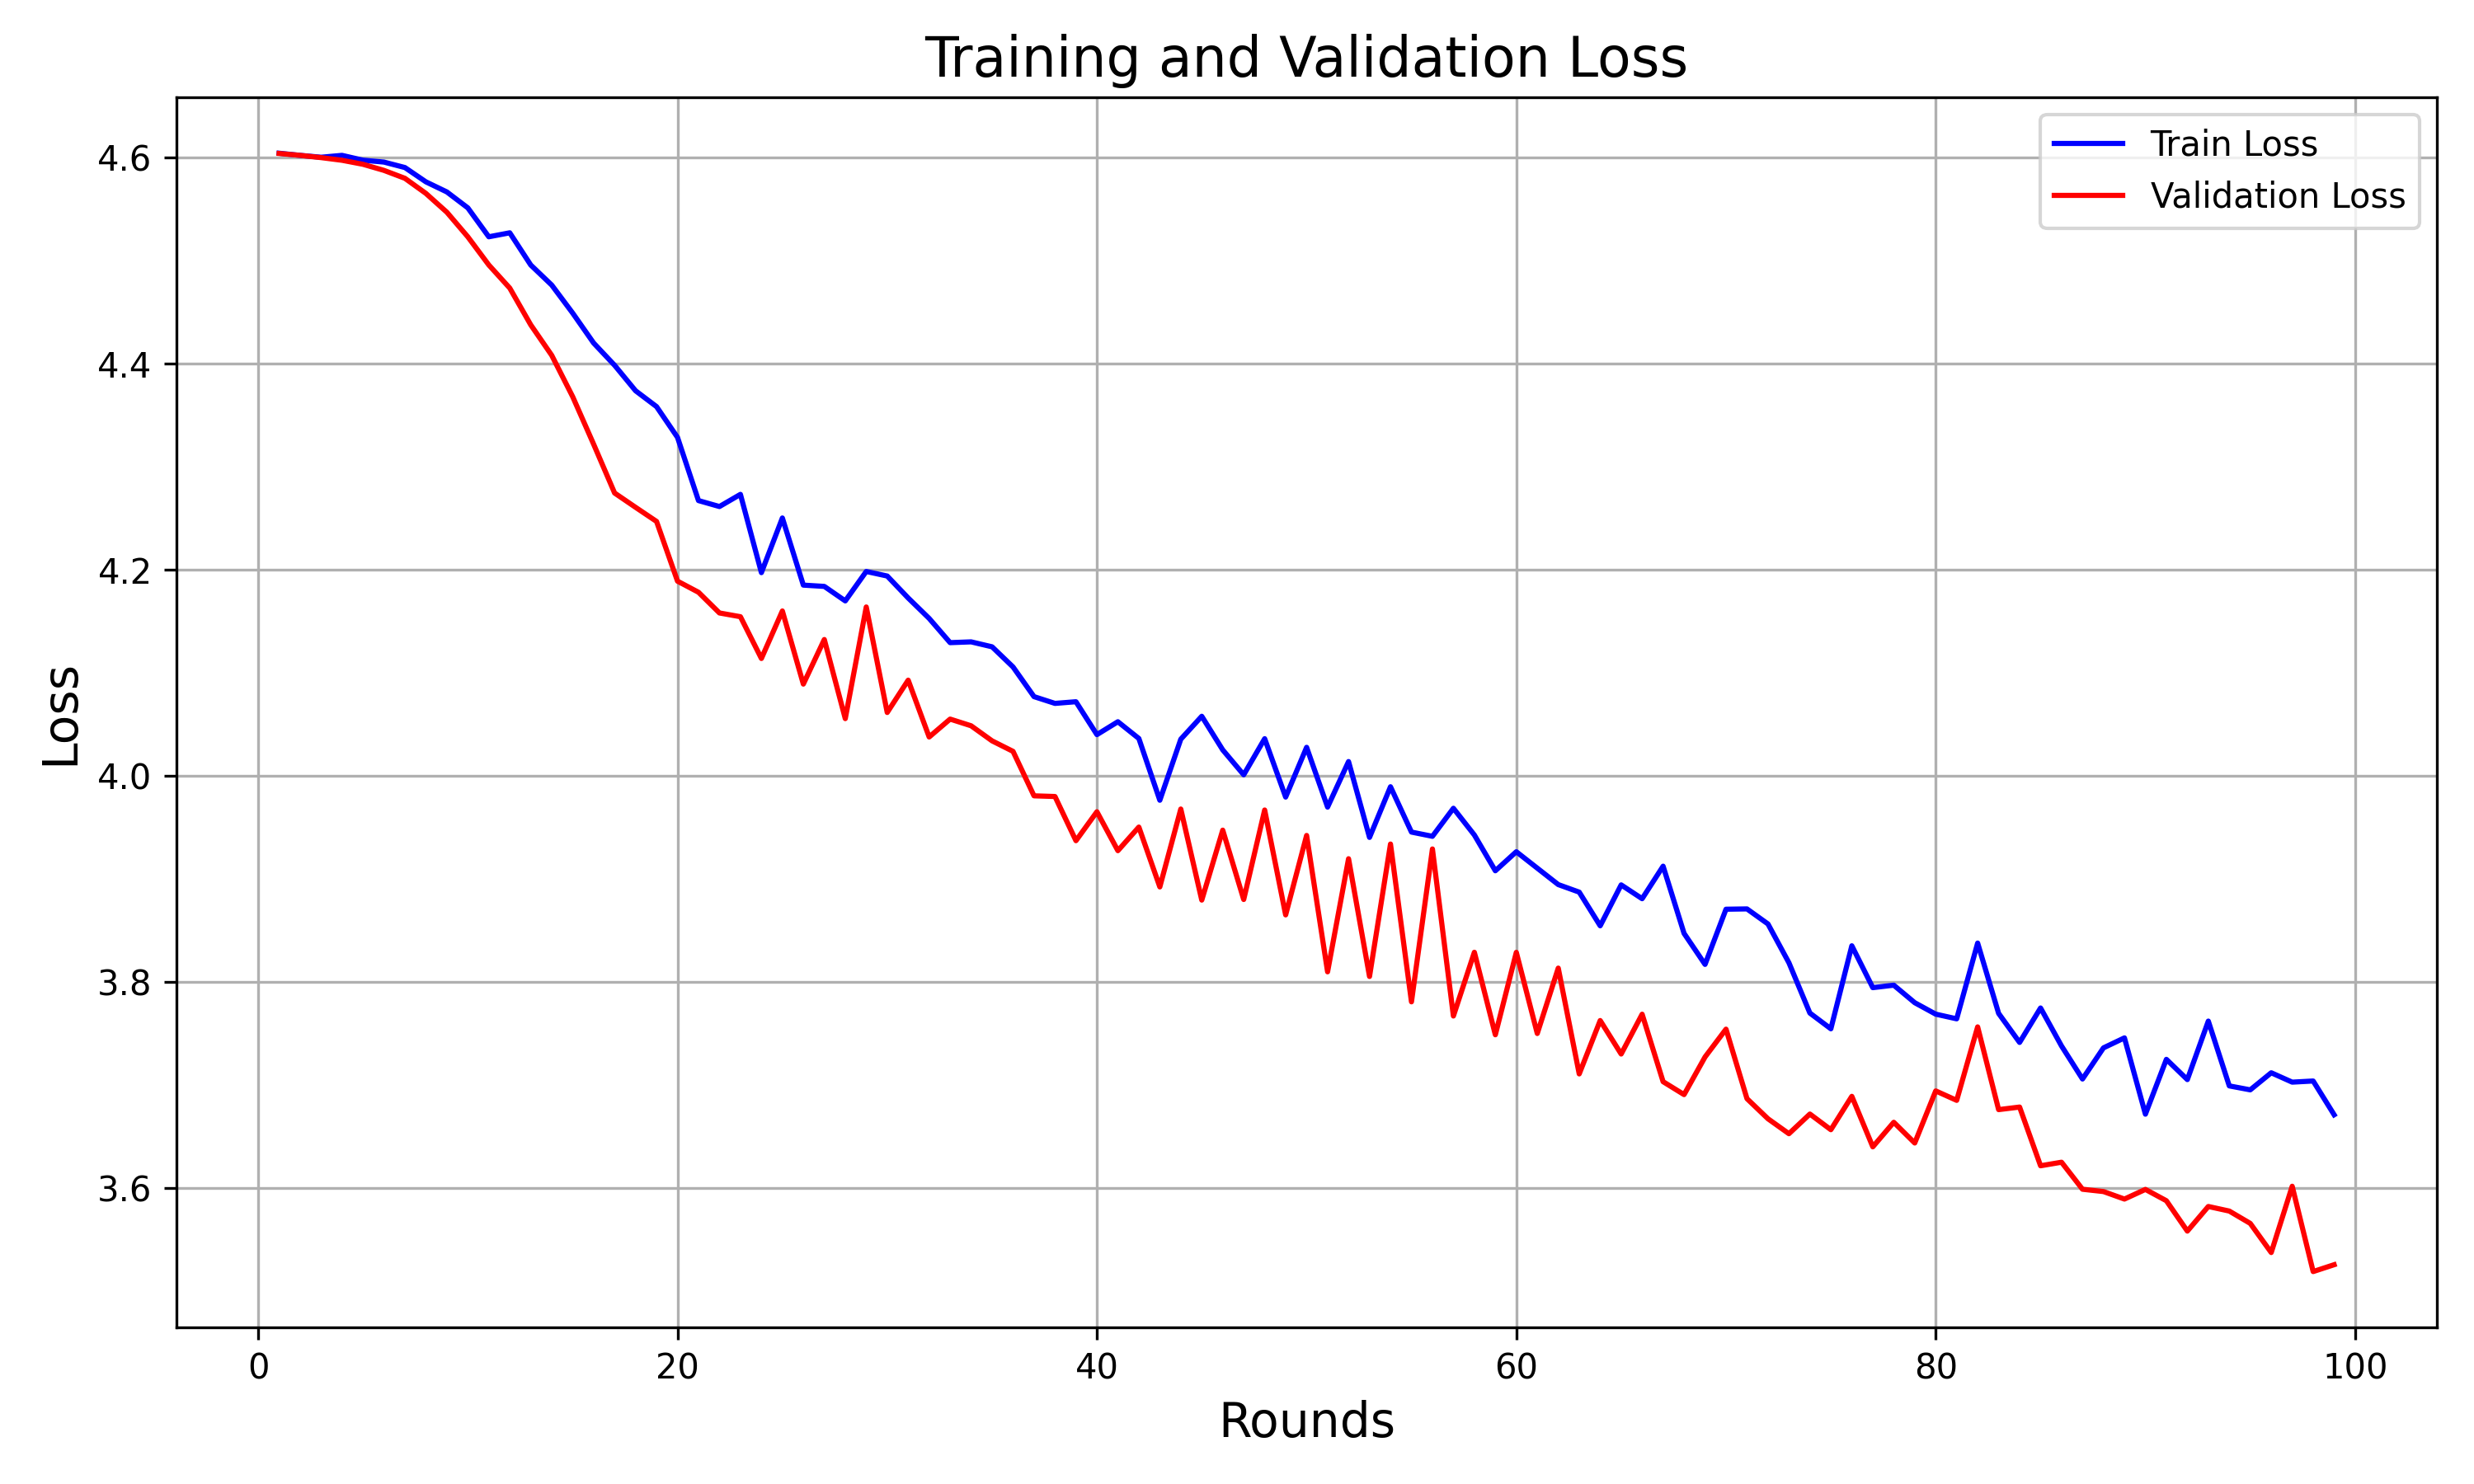 Training and Validation Loss
Train Loss
Validation Loss
4.6
4.4
4.2
4.0
3.8
3.6
Loss
0 20 40 60 80 100
Rounds